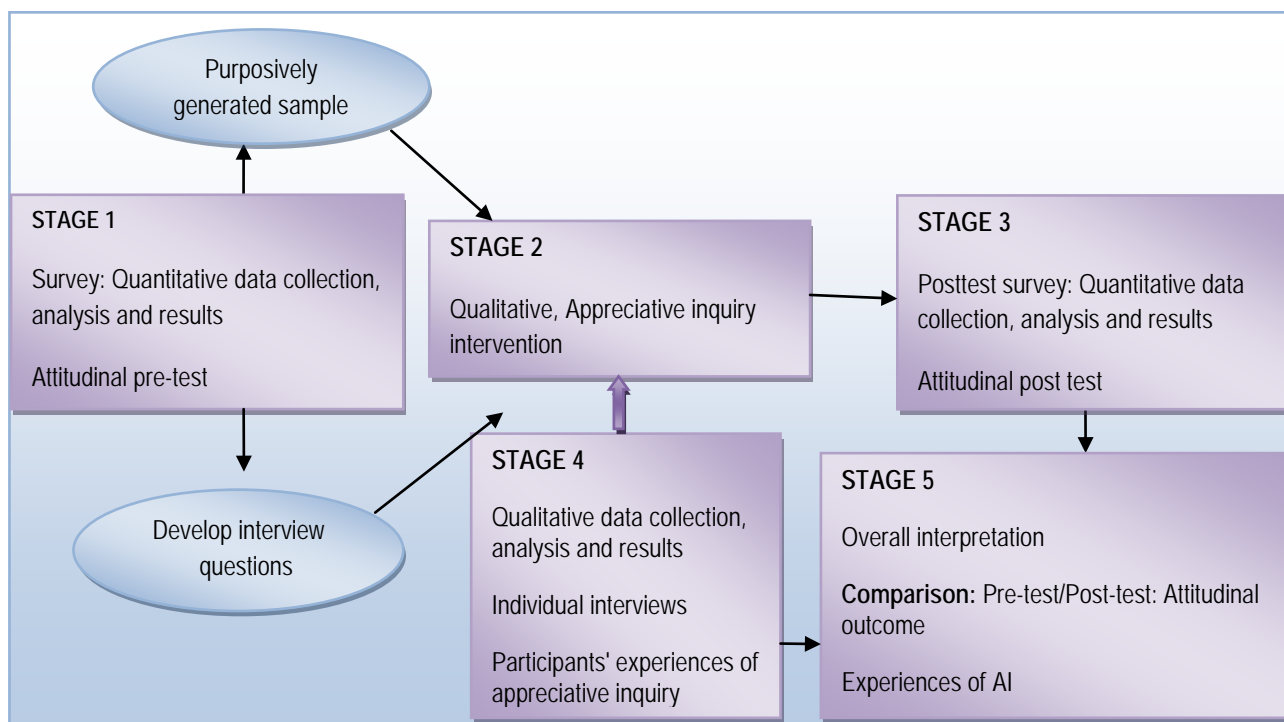 Purposively
generated sample
STAGE 1
Survey: Quantitative data collection,
analysis and results
Attitudinal pre-test
STAGE 2
Qualitative, Appreciative inquiry
intervention
STAGE 3
Posttest survey: Quantitative data
collection, analysis and results
Attitudinal post test
Develop interview
questions
STAGE 4
Qualitative data collection,
analysis and results
Individual interviews
Participants' experiences of
appreciative inquiry
STAGE 5
Overall interpretation
Comparison: Pre-test/Post-test: Attitudinal
outcome
Experiences of AI